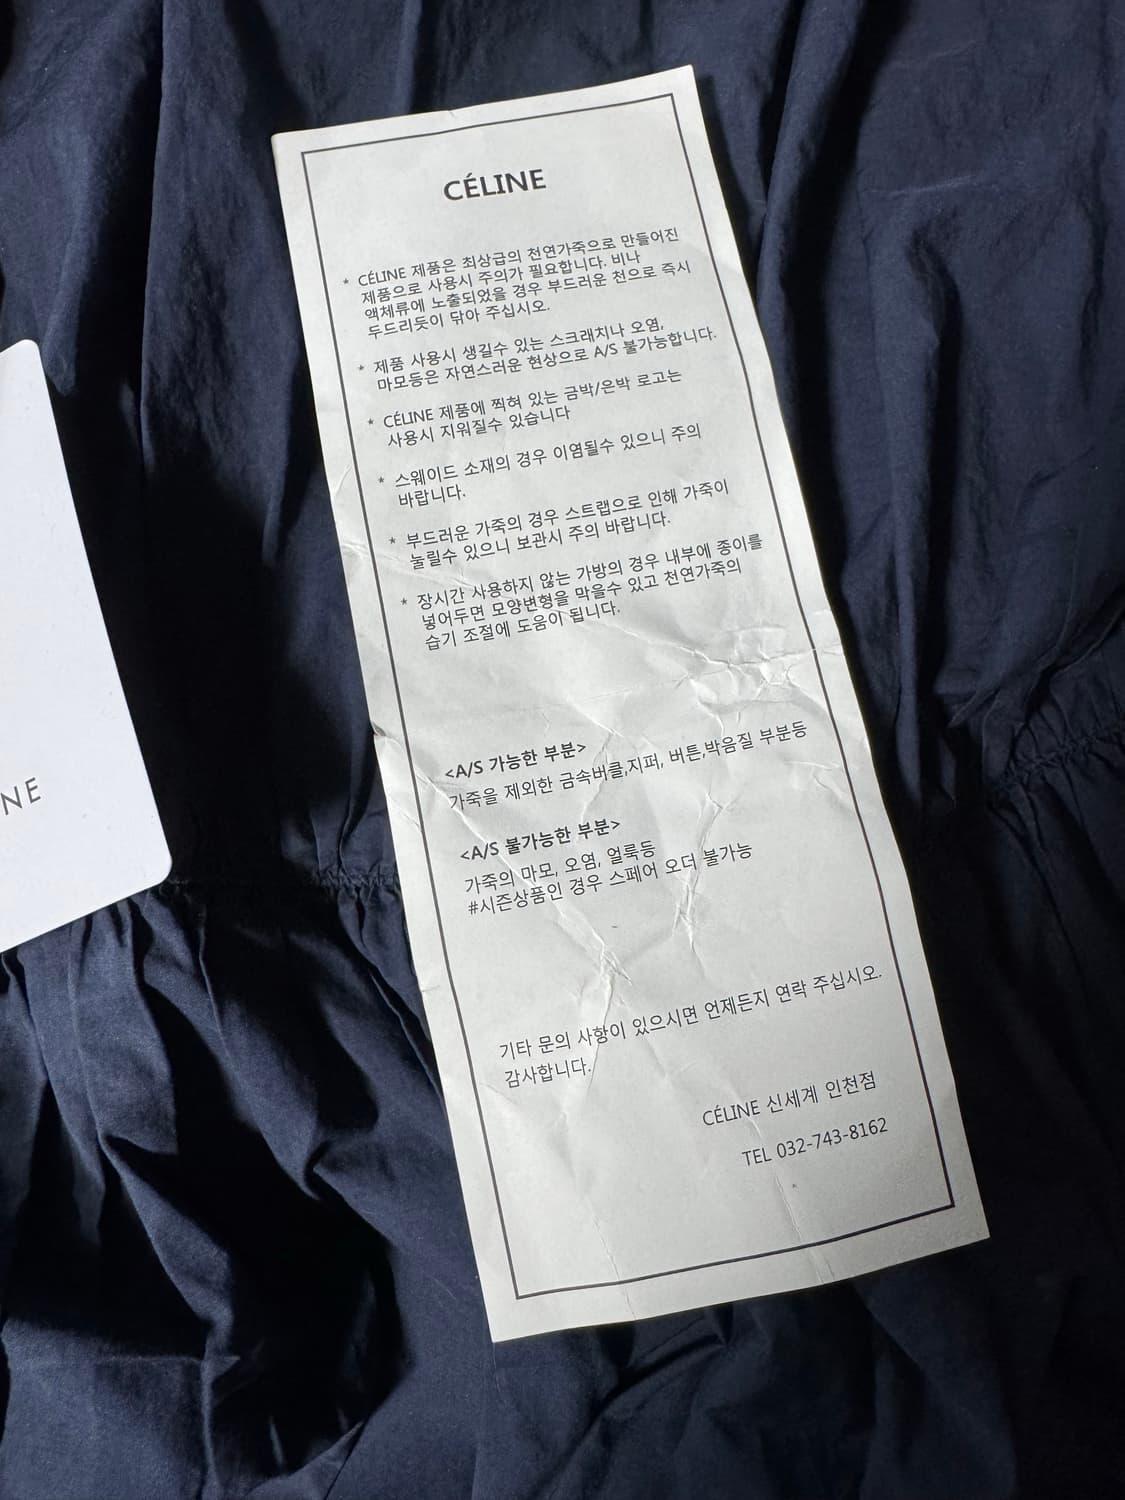 CÉLINE
* CÉLINE 제품은 최상급의 천연가죽으로 만들어진
제품으로 사용시 주의가 필요합니다. 비나
액체류에 노출되었을 경우 부드러운 천으로 즉시
두드리듯이 닦아 주십시오.
* 제품 사용시 생길수 있는 스크래치나 오염,
마모등은 자연스러운 현상으로 A/S 불가능합니다.
* CÉLINE 제품에 찍혀 있는 금박/은박 로고는
사용시 지워질수 있습니다
* 스웨이드 소재의 경우 이염될수 있으니 주의
바랍니다.
* 부드러운 가죽의 경우 스트랩으로 인해 가죽이
눌릴수 있으니 보관시 주의 바랍니다.
* 장시간 사용하지 않는 가방의 경우 내부에 종이를
넣어두면 모양변형을 막을수 있고 천연가죽의
습기 조절에 도움이 됩니다.
<A/S 가능한 부분>
가죽을 제외한 금속버클,지퍼, 버튼,박음질 부분등
<A/S 불가능한 부분>
가죽의 마모, 오염, 얼룩등
#시즌상품인 경우 스페어 오더 불가능
기타 문의 사항이 있으시면 언제든지 연락 주십시오.
감사합니다.
CÉLINE 신세계 인천점
TEL 032-743-8162
NE